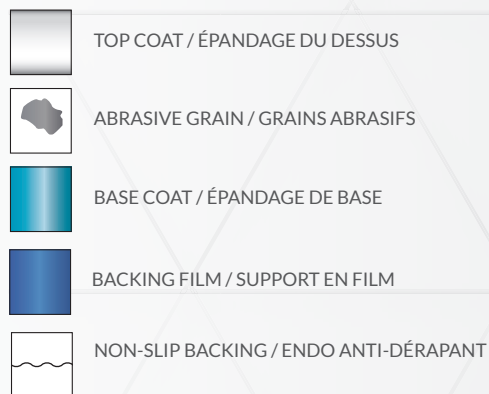 TOP COAT / ÉPANDAGE DU DESSUS
ABRASIVE GRAIN / GRAINS ABRASIFS
BASE COAT / ÉPANDAGE DE BASE
BACKING FILM / SUPPORT EN FILM
NON-SLIP BACKING / ENDO ANTI-DÉRAPANT